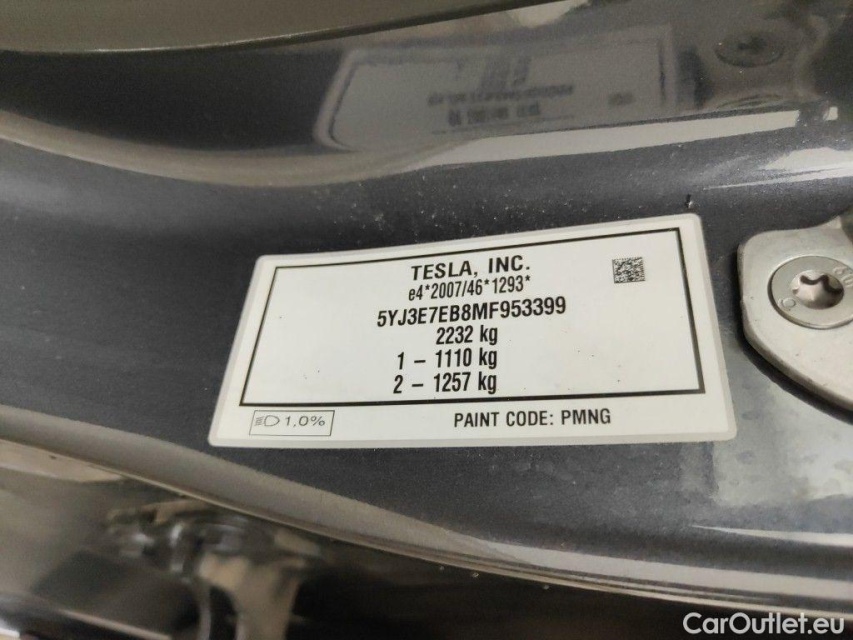 TESLA, INC.
e4*2007/46*1293*
5YJ3E7EB8MF953399
2232 kg
1 – 1110 kg
2 – 1257 kg
1,0%
PAINT CODE: PMNG
CarOutlet.eu